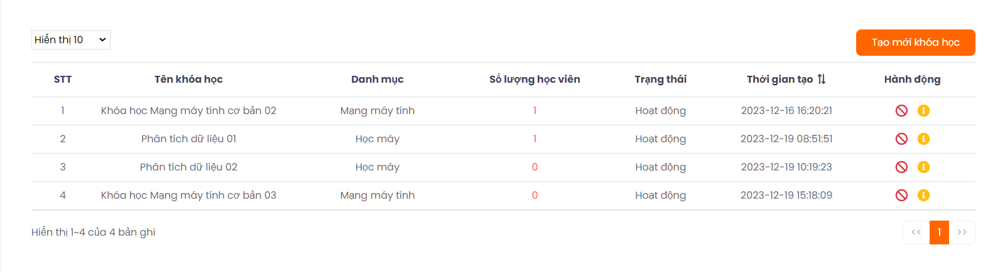 Hiển thị 10
Tạo mới khóa học
STT Tên khóa học Danh mục Số lượng học viên Trạng thái Thời gian tạo Hành động
1 Khóa học Mạng máy tính cơ bản 02 Mạng máy tính 1 Hoạt động 2023-12-16 16:20:21
2 Phân tích dữ liệu 01 Học máy 1 Hoạt động 2023-12-19 08:51:51
3 Phân tích dữ liệu 02 Học máy 0 Hoạt động 2023-12-19 10:19:23
4 Khóa học Mạng máy tính cơ bản 03 Mạng máy tính 0 Hoạt động 2023-12-19 15:18:09
Hiển thị 1~4 của 4 bản ghi
<< 1 >>